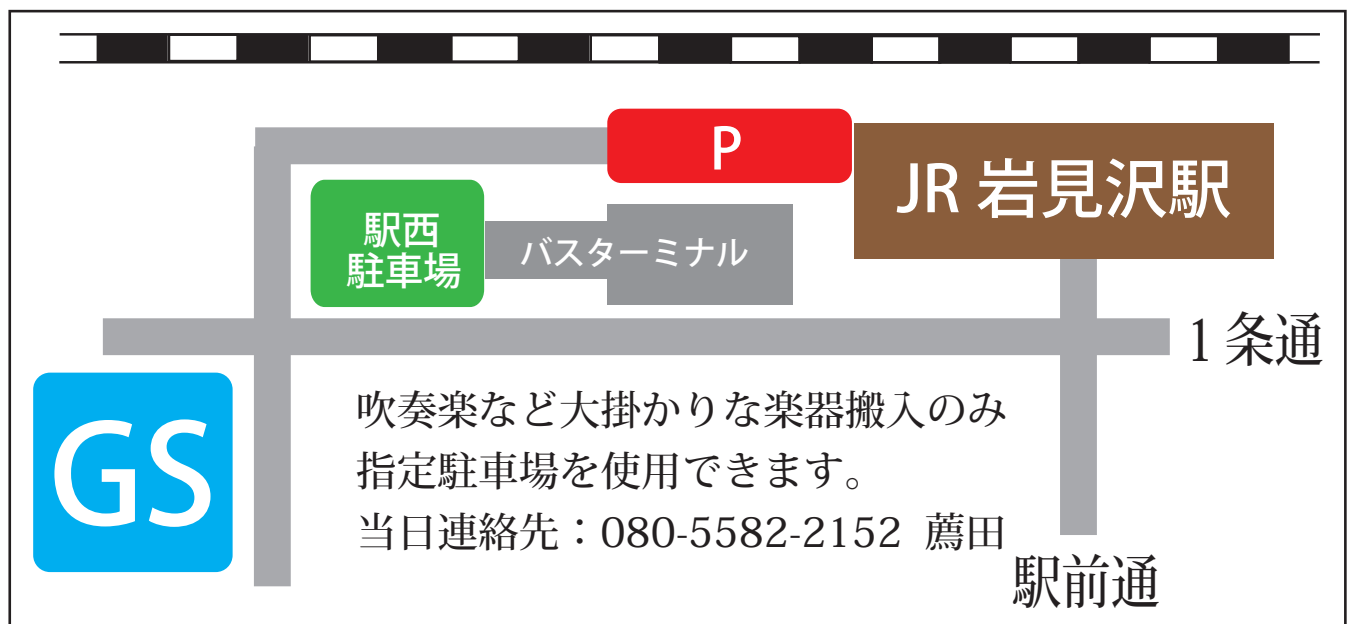 P
JR 岩見沢駅
駅西
駐車場
バスターミナル
1 条通
GS
吹奏楽など大掛かりな楽器搬入のみ
指定駐車場を使用できます。
当日連絡先：080-5582-2152 薦田
駅前通